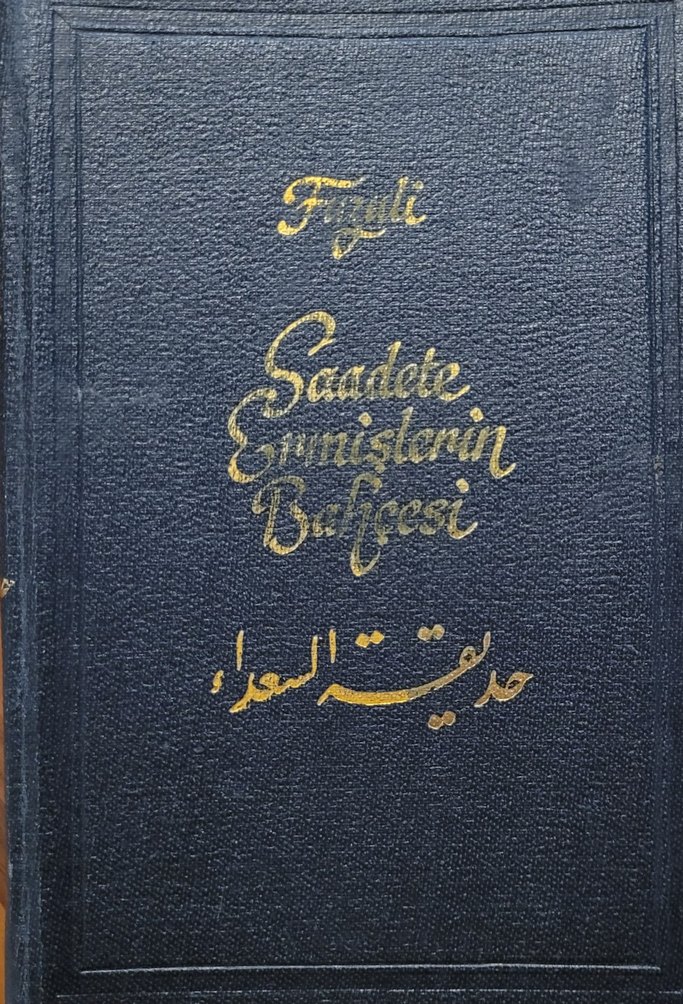 Fuzuli
Saadete
Ermişlerin
Bahçesi
حديقة السعداء